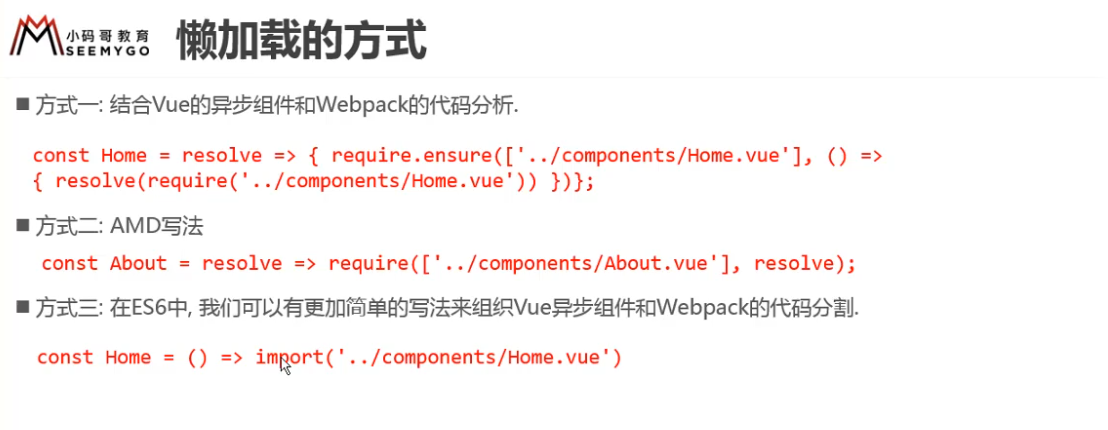 小码哥教育
SEEMYGO
懒加载的方式
方式一: 结合Vue的异步组件和Webpack的代码分析.
const Home = resolve => { require.ensure(['../components/Home.vue'], () =>
{ resolve(require('../components/Home.vue')) })};
方式二: AMD写法
const About = resolve => require(['../components/About.vue'], resolve);
方式三: 在ES6中, 我们可以有更加简单的写法来组织Vue异步组件和Webpack的代码分割.
const Home = () => import('../components/Home.vue')